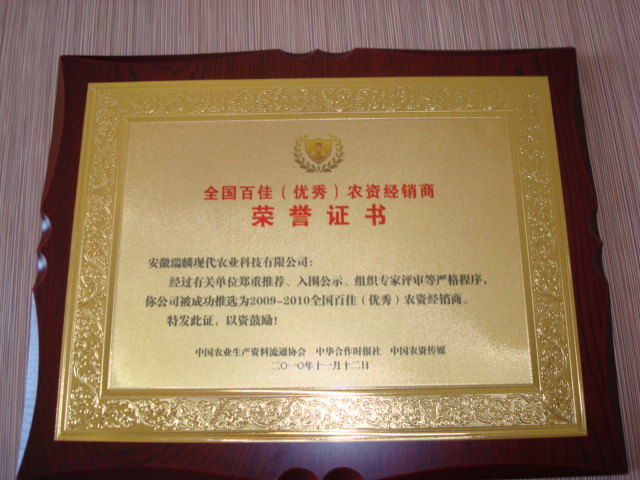 全国百佳（优秀）农资经销商
荣誉证书
安徽瑞麟现代农业科技有限公司：
经过有关单位郑重推荐、入围公示、组织专家评审等严格程序，
你公司被成功推选为2009-2010全国百佳（优秀）农资经销商。
特发此证，以资鼓励！
中国农业生产资料流通协会 中华合作时报社 中国农资传媒
二〇一〇年十一月十二日